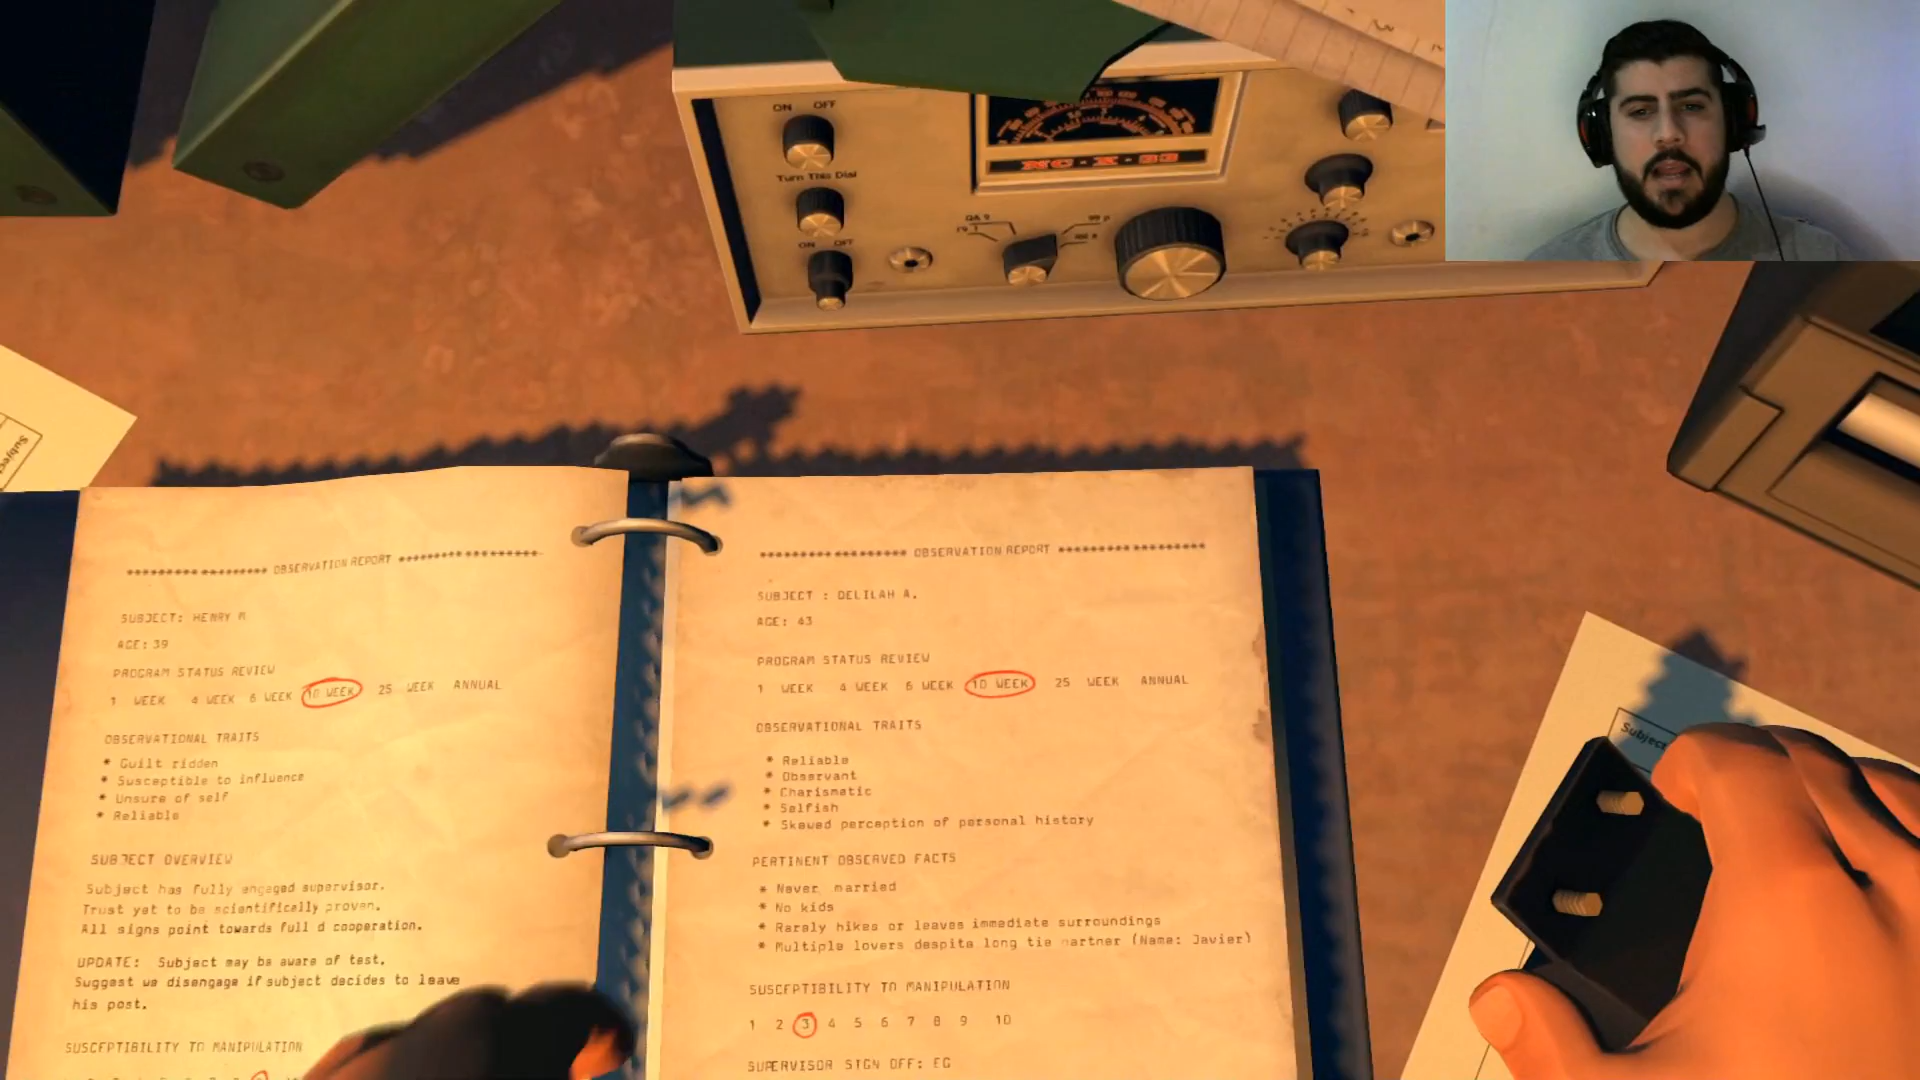 ON OFF
Turn This Dial
ON OFF
NC-X-33
Subject
******************* OBSERVATION REPORT *******************
SUBJECT: HENRY M
AGE: 39
PROGRAM STATUS REVIEW
1 WEEK 4 WEEK 6 WEEK 10 WEEK 25 WEEK ANNUAL
OBSERVATIONAL TRAITS
* Guilt ridden
* Susceptible to influence
* Unsure of self
* Reliable
SUBJECT OVERVIEW
Subject has fully engaged supervisor.
Trust yet to be scientifically proven.
All signs point towards full d cooperation.
UPDATE: Subject may be aware of test.
Suggest we disengage if subject decides to leave
his post.
SUSCEPTIBILITY TO MANIPULATION
******************* OBSERVATION REPORT *******************
SUBJECT : DELILAH A.
AGE: 43
PROGRAM STATUS REVIEW
1 WEEK 4 WEEK 6 WEEK 10 WEEK 25 WEEK ANNUAL
OBSERVATIONAL TRAITS
* Reliable
* Observant
* Charismatic
* Selfish
* Skewed perception of personal history
PERTINENT OBSERVED FACTS
* Never married
* No kids
* Rarely hikes or leaves immediate surroundings
* Multiple lovers despite long tie partner (Name: Javier)
SUSCEPTIBILITY TO MANIPULATION
1 2 3 4 5 6 7 8 9 10
SUPERVISOR SIGN OFF: EG
Subject